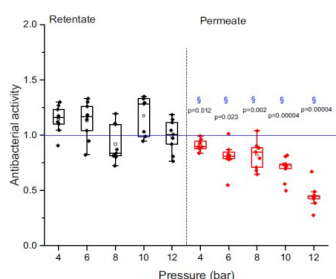 Retentate Permeate
2.0
1.5
1.0
0.5
0.0
Antibacterial activity
§ § § § §
p=0.012 p=0.023 p=0.002 p=0.00004 p=0.00004
4 6 8 10 12 4 6 8 10 12
Pressure (bar)